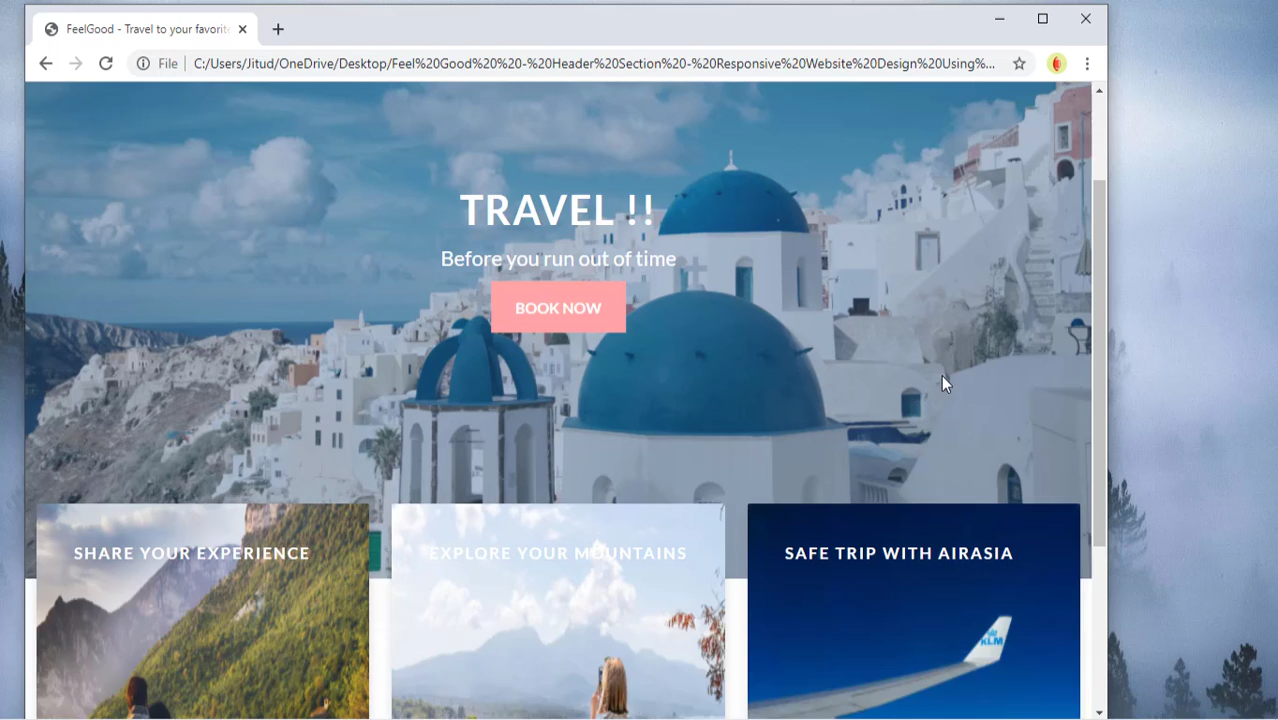 FeelGood - Travel to your favorit
File
C:/Users/Jitud/OneDrive/Desktop/Feel%20Good%20%20-%20Header%20Section%20-%20Responsive%20Website%20Design%20Using%...
TRAVEL !!
Before you run out of time
BOOK NOW
SHARE YOUR EXPERIENCE
EXPLORE YOUR MOUNTAINS
SAFE TRIP WITH AIRASIA
KLM